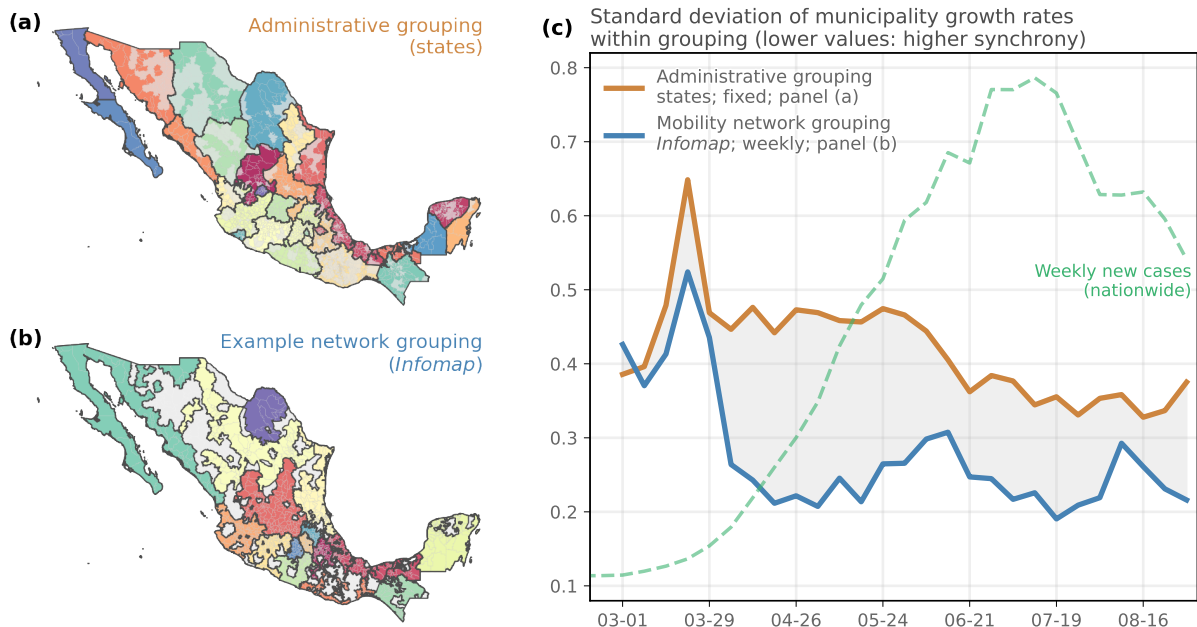 (a)
Administrative grouping
(states)
(b)
Example network grouping
(Infomap)
(c)
Standard deviation of municipality growth rates
within grouping (lower values: higher synchrony)
Administrative grouping
states; fixed; panel (a)
Mobility network grouping
Infomap; weekly; panel (b)
Weekly new cases
(nationwide)
0.8
0.7
0.6
0.5
0.4
0.3
0.2
0.1
03-01 03-29 04-26 05-24 06-21 07-19 08-16